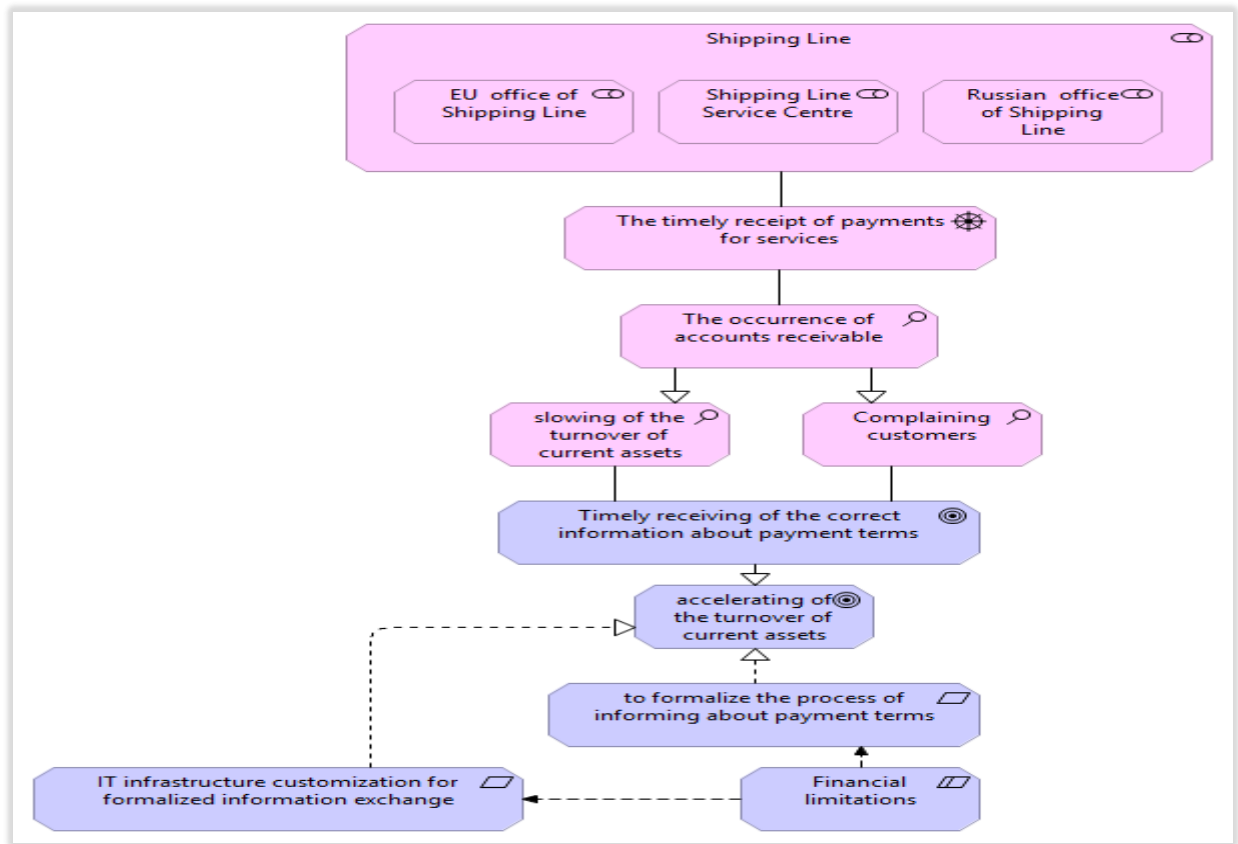 Shipping Line
EU office of
Shipping Line
Shipping Line
Service Centre
Russian office
of Shipping
Line
The timely receipt of payments
for services
The occurrence of
accounts receivable
slowing of the
turnover of
current assets
Complaining
customers
Timely receiving of the correct
information about payment terms
accelerating of
the turnover of
current assets
to formalize the process of
informing about payment terms
IT infrastructure customization for
formalized information exchange
Financial
limitations